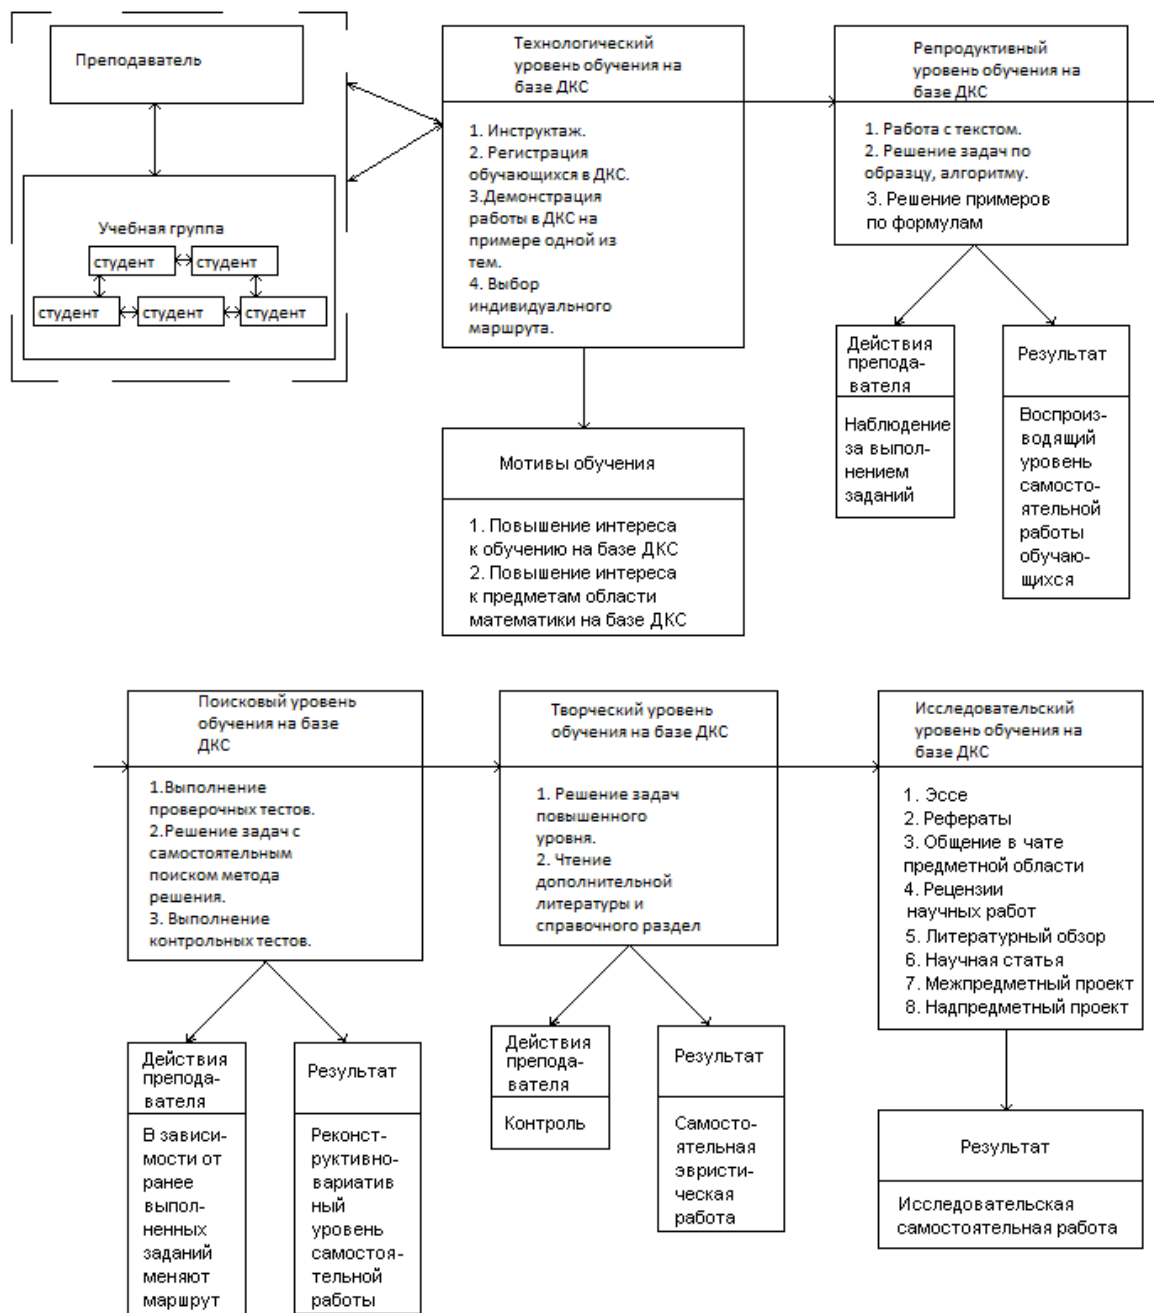 Преподаватель
Учебная группа
студент
студент
студент
студент
студент
Технологический
уровень обучения на
базе ДКС
1. Инструктаж.
2. Регистрация
обучающихся в ДКС.
3.Демонстрация
работы в ДКС на
примере одной из
тем.
4. Выбор
индивидуального
маршрута.
Мотивы обучения
1. Повышение интереса
к обучению на базе ДКС
2. Повышение интереса
к предметам области
математики на базе ДКС
Репродуктивный
уровень обучения на
базе ДКС
1. Работа с текстом.
2. Решение задач по
образцу, алгоритму.
3. Решение примеров
по формулам
Действия
препода-
вателя
Наблюдение
за выпол-
нением
заданий
Результат
Воспроиз-
водящий
уровень
самосто-
ятельной
работы
обучаю-
щихся
Поисковый уровень
обучения на базе
ДКС
1.Выполнение
проверочных тестов.
2.Решение задач с
самостоятельным
поиском метода
решения.
3. Выполнение
контрольных тестов.
Действия
препода-
вателя
В зависи-
мости от
ранее
выпол-
ненных
заданий
меняют
маршрут
Результат
Реконст-
руктивно-
вариатив
ный
уровень
самостоя-
тельной
работы
Творческий уровень
обучения на базе ДКС
1. Решение задач
повышенного
уровня.
2. Чтение
дополнительной
литературы и
справочного раздел
Действия
препода-
вателя
Контроль
Результат
Самосто-
ятельная
эвристи-
ческая
работа
Исследовательский
уровень обучения на
базе ДКС
1. Эссе
2. Рефераты
3. Общение в чате
предметной области
4. Рецензии
научных работ
5. Литературный обзор
6. Научная статья
7. Межпредметный проект
8. Надпредметный проект
Результат
Исследовательская
самостоятельная работа